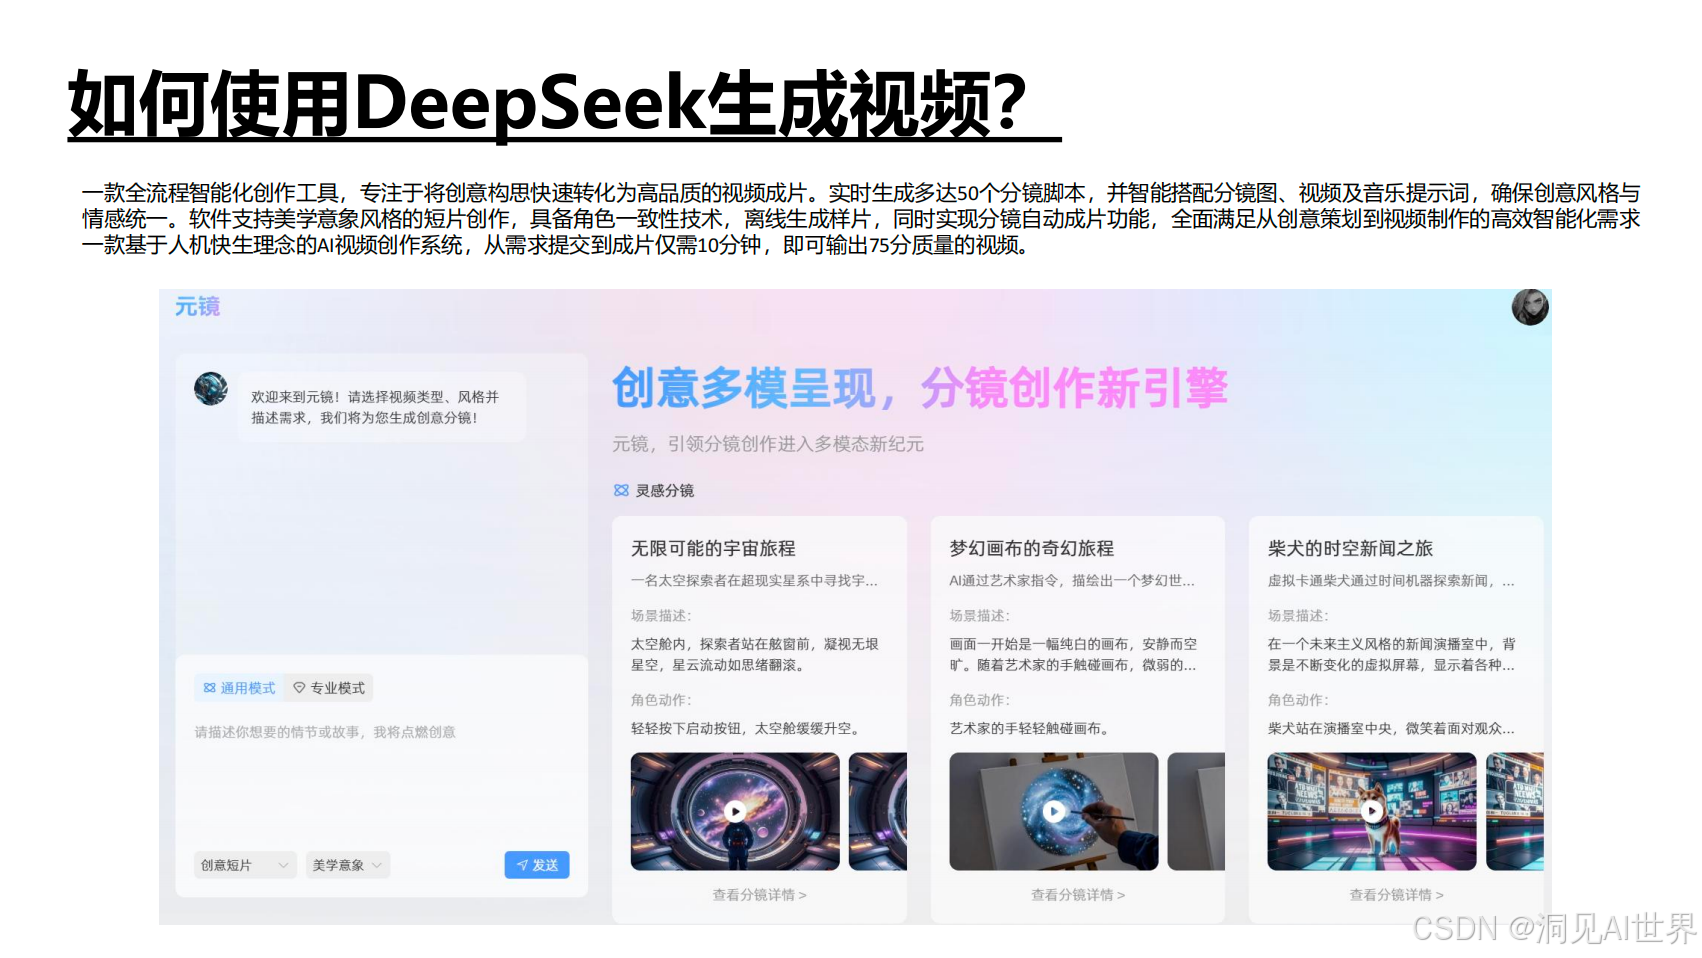 如何使用DeepSeek生成视频？
一款全流程智能化创作工具，专注于将创意构思快速转化为高品质的视频成片。实时生成多达50个分镜脚本，并智能搭配分镜图、视频及音乐提示词，确保创意风格与
情感统一。软件支持美学意象风格的短片创作，具备角色一致性技术，离线生成样片，同时实现分镜自动成片功能，全面满足从创意策划到视频制作的高效智能化需求
一款基于人机快生理念的AI视频创作系统，从需求提交到成片仅需10分钟，即可输出75分质量的视频。
元镜
欢迎来到元镜！请选择视频类型、风格并
描述需求，我们将为您生成创意分镜！
通用模式 专业模式
请描述你想要的情节或故事，我将点燃创意
创意短片 美学意象 发送
创意多模呈现，分镜创作新引擎
元镜，引领分镜创作进入多模态新纪元
灵感分镜
无限可能的宇宙旅程
一名太空探索者在超现实星系中寻找宇...
场景描述：
太空舱内，探索者站在舷窗前，凝视无垠
星空，星云流动如思绪翻滚。
角色动作：
轻轻按下启动按钮，太空舱缓缓升空。
查看分镜详情 >
梦幻画布的奇幻旅程
AI通过艺术家指令，描绘出一个梦幻世...
场景描述：
画面一开始是一幅纯白的画布，安静而空
旷。随着艺术家的手触碰画布，微弱的...
角色动作：
艺术家的手轻轻触碰画布。
查看分镜详情 >
柴犬的时空新闻之旅
虚拟卡通柴犬通过时间机器探索新闻，...
场景描述：
在一个未来主义风格的新闻演播室中，背
景是不断变化的虚拟屏幕，显示着各种...
角色动作：
柴犬站在演播室中央，微笑着面对观众...
查看分镜详情 >
CSDN @洞见AI世界